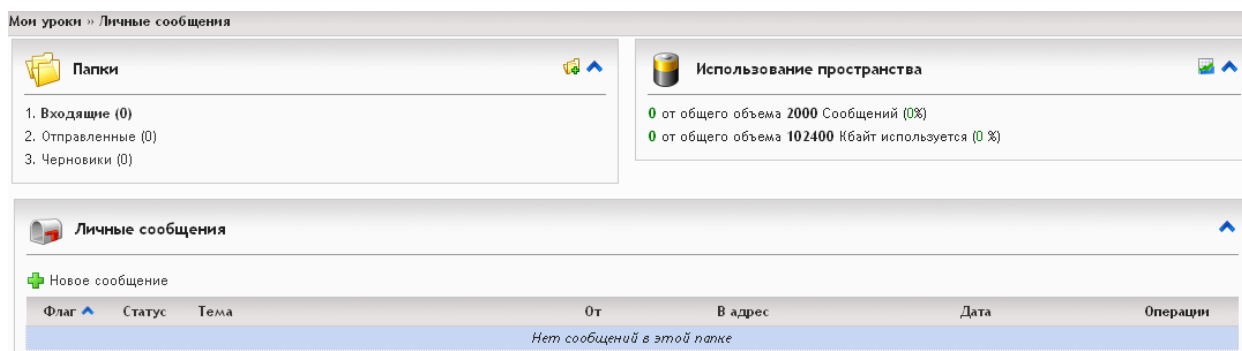 Мои уроки » Личные сообщения
Папки
1. Входящие (0)
2. Отправленные (0)
3. Черновики (0)
Использование пространства
0 от общего объема 2000 Сообщений (0%)
0 от общего объема 102400 Кбайт используется (0 %)
Личные сообщения
Новое сообщение
Флаг Статус Тема От В адрес Дата Операции
Нет сообщений в этой папке